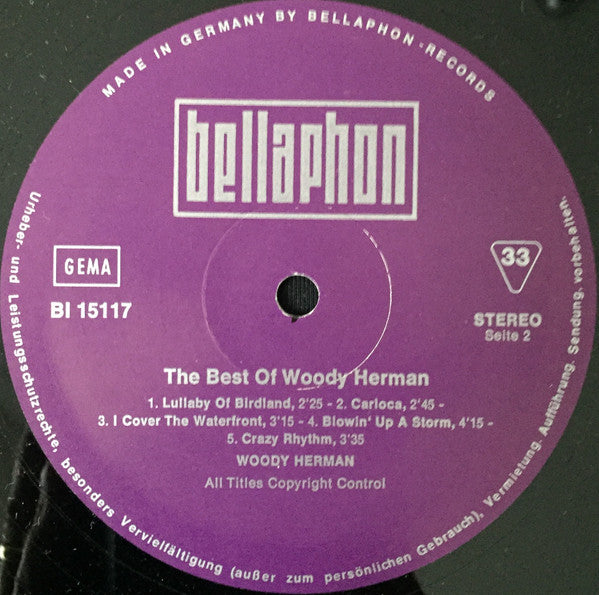 MADE IN GERMANY BY BELLAPHON-RECORDS
bellaphon
GEMA
BI 15117
33
STEREO
Seite 2
The Best Of Woody Herman
1. Lullaby Of Birdland, 2'25 - 2. Carioca, 2'45 -
3. I Cover The Waterfront, 3'15 - 4. Blowin' Up A Storm, 4'15 -
5. Crazy Rhythm, 3'35
WOODY HERMAN
All Titles Copyright Control
Urheber- und Leistungsschutzrechte, besonders Vervielfältigung (außer zum persönlichen Gebrauch), Vermietung, Aufführung, Sendung, vorbehalten.